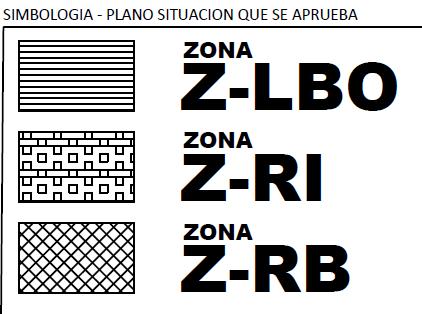 SIMBOLOGIA - PLANO SITUACION QUE SE APRUEBA
ZONA
Z-LBO
ZONA
Z-RI
ZONA
Z-RB